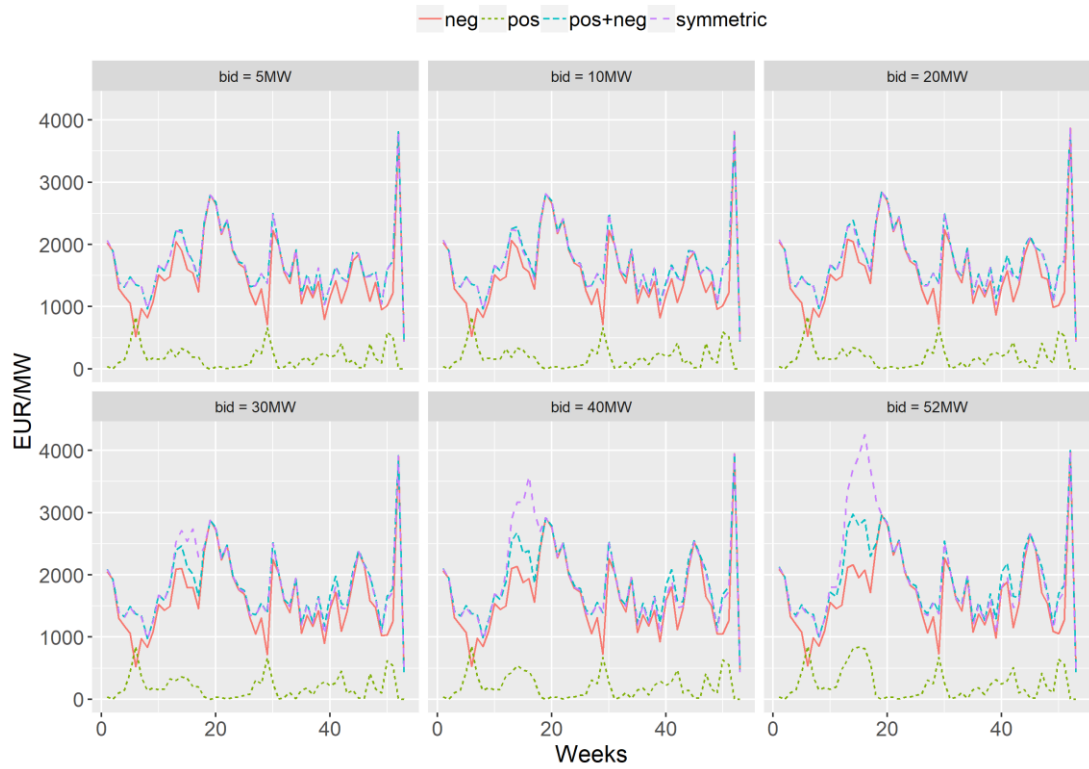 neg pos pos+neg symmetric
bid = 5MW bid = 10MW bid = 20MW
4000
3000
2000
1000
0
bid = 30MW bid = 40MW bid = 52MW
4000
3000
2000
1000
0
EUR/MW
0 20 40 0 20 40 0 20 40
Weeks